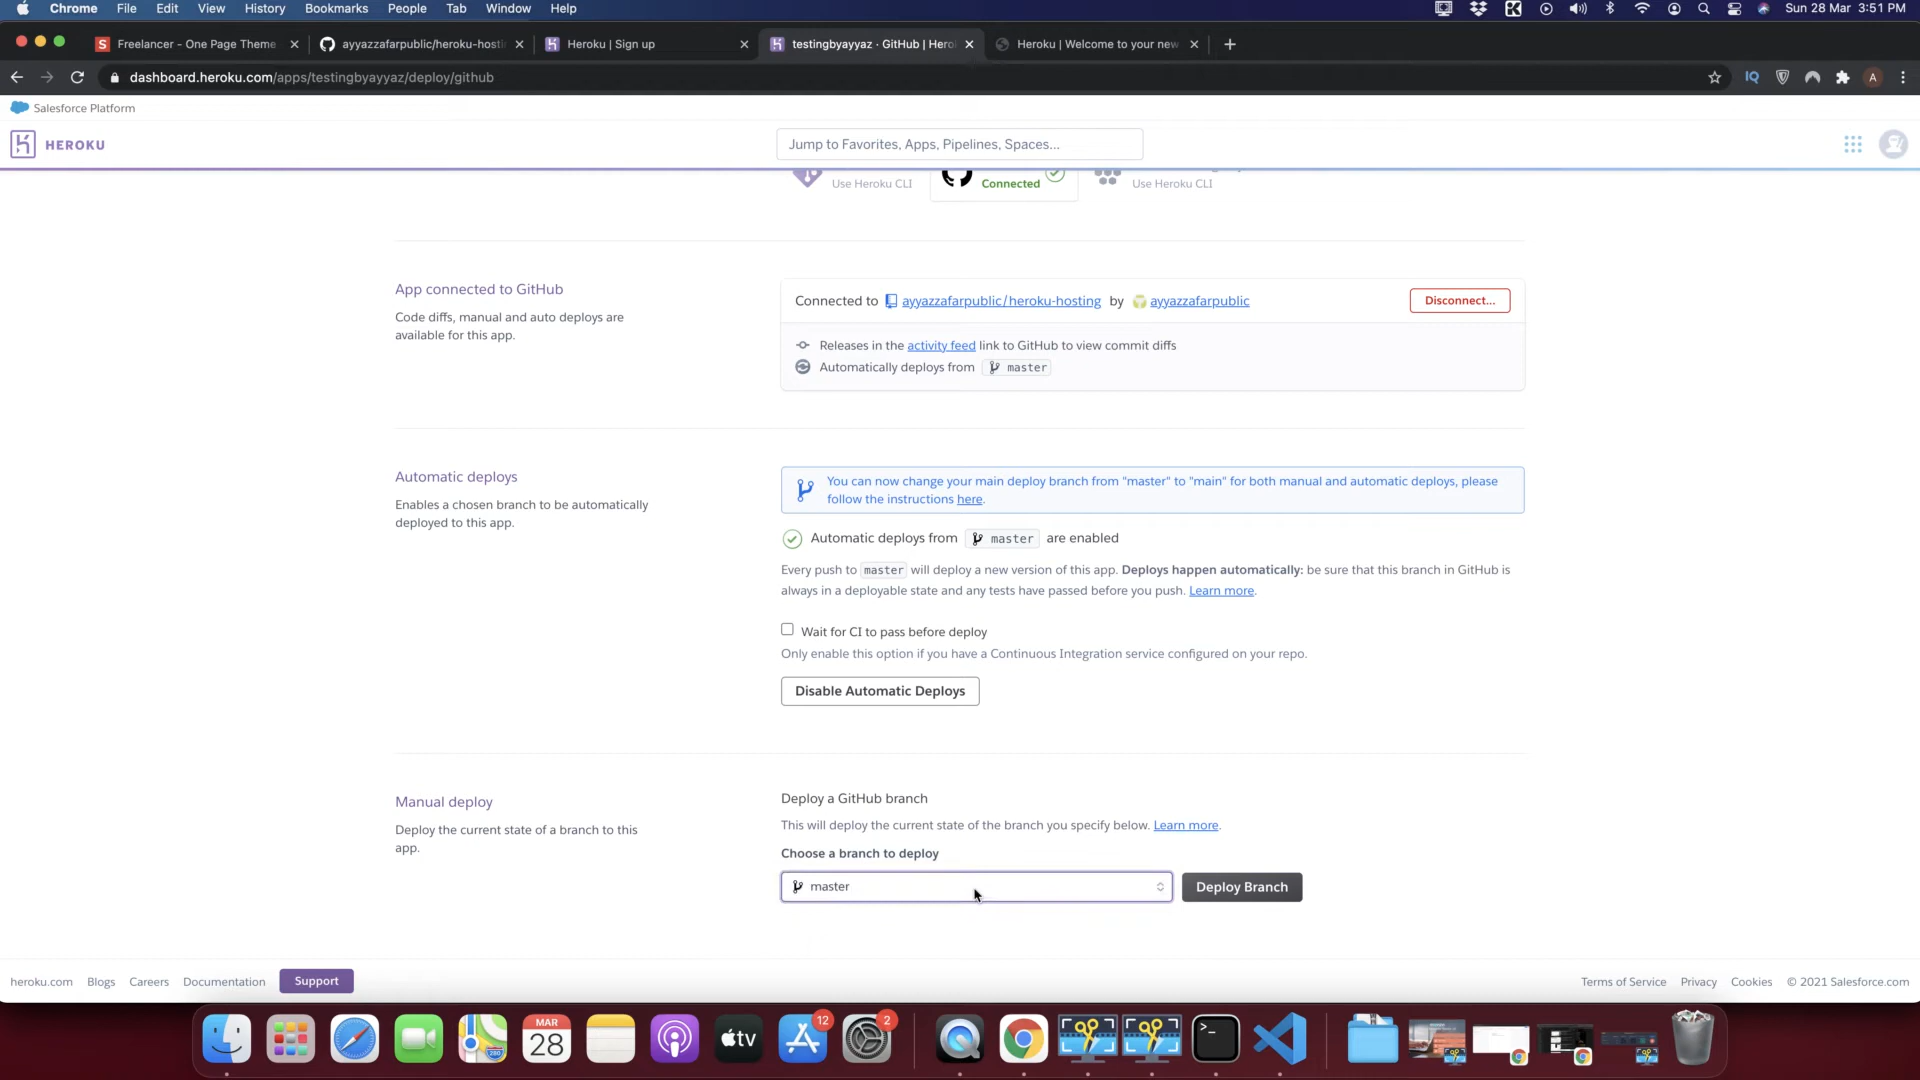 Chrome File Edit View History Bookmarks People Tab Window Help Sun 28 Mar 3:51 PM
Freelancer - One Page Theme ayyazzafarpublic/heroku-hosti Heroku | Sign up testingbyayyaz · GitHub | Hero Heroku | Welcome to your new
dashboard.heroku.com/apps/testingbyayyaz/deploy/github
IQ
A
Salesforce Platform
HEROKU
Jump to Favorites, Apps, Pipelines, Spaces...
Use Heroku CLI Connected Use Heroku CLI
App connected to GitHub
Code diffs, manual and auto deploys are
available for this app.
Connected to ayyazzafarpublic/heroku-hosting by ayyazzafarpublic Disconnect...
Releases in the activity feed link to GitHub to view commit diffs
Automatically deploys from master
Automatic deploys
Enables a chosen branch to be automatically
deployed to this app.
You can now change your main deploy branch from "master" to "main" for both manual and automatic deploys, please
follow the instructions here.
Automatic deploys from master are enabled
Every push to master will deploy a new version of this app. Deploys happen automatically: be sure that this branch in GitHub is
always in a deployable state and any tests have passed before you push. Learn more.
Wait for CI to pass before deploy
Only enable this option if you have a Continuous Integration service configured on your repo.
Disable Automatic Deploys
Manual deploy
Deploy the current state of a branch to this
app.
Deploy a GitHub branch
This will deploy the current state of the branch you specify below. Learn more.
Choose a branch to deploy
master
Deploy Branch
heroku.com Blogs Careers Documentation Support Terms of Service Privacy Cookies © 2021 Salesforce.com
MAR
28
tv
12
2